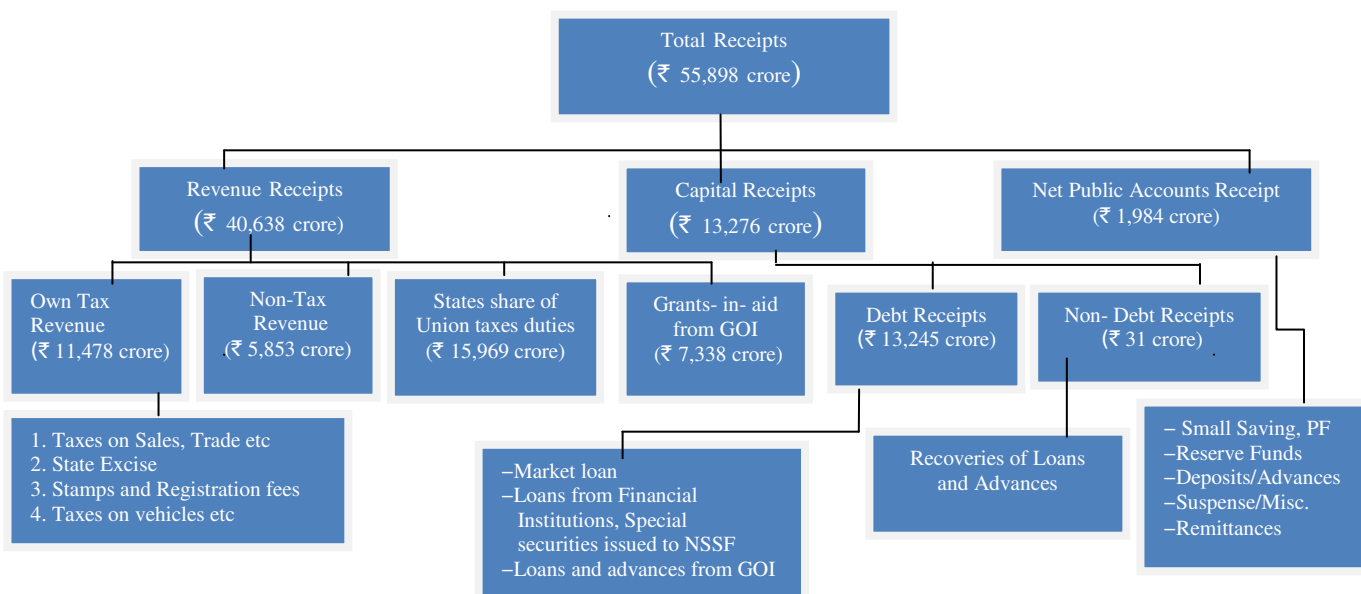 Total Receipts
(₹ 55,898 crore)
Revenue Receipts
(₹ 40,638 crore)
Capital Receipts
(₹ 13,276 crore)
Net Public Accounts Receipt
(₹ 1,984 crore)
Own Tax
Revenue
(₹ 11,478 crore)
Non-Tax
Revenue
(₹ 5,853 crore)
States share of
Union taxes duties
(₹ 15,969 crore)
Grants- in- aid
from GOI
(₹ 7,338 crore)
Debt Receipts
(₹ 13,245 crore)
Non- Debt Receipts
(₹ 31 crore)
1. Taxes on Sales, Trade etc
2. State Excise
3. Stamps and Registration fees
4. Taxes on vehicles etc
–Market loan
–Loans from Financial
Institutions, Special
securities issued to NSSF
–Loans and advances from GOI
Recoveries of Loans
and Advances
– Small Saving, PF
–Reserve Funds
–Deposits/Advances
–Suspense/Misc.
–Remittances